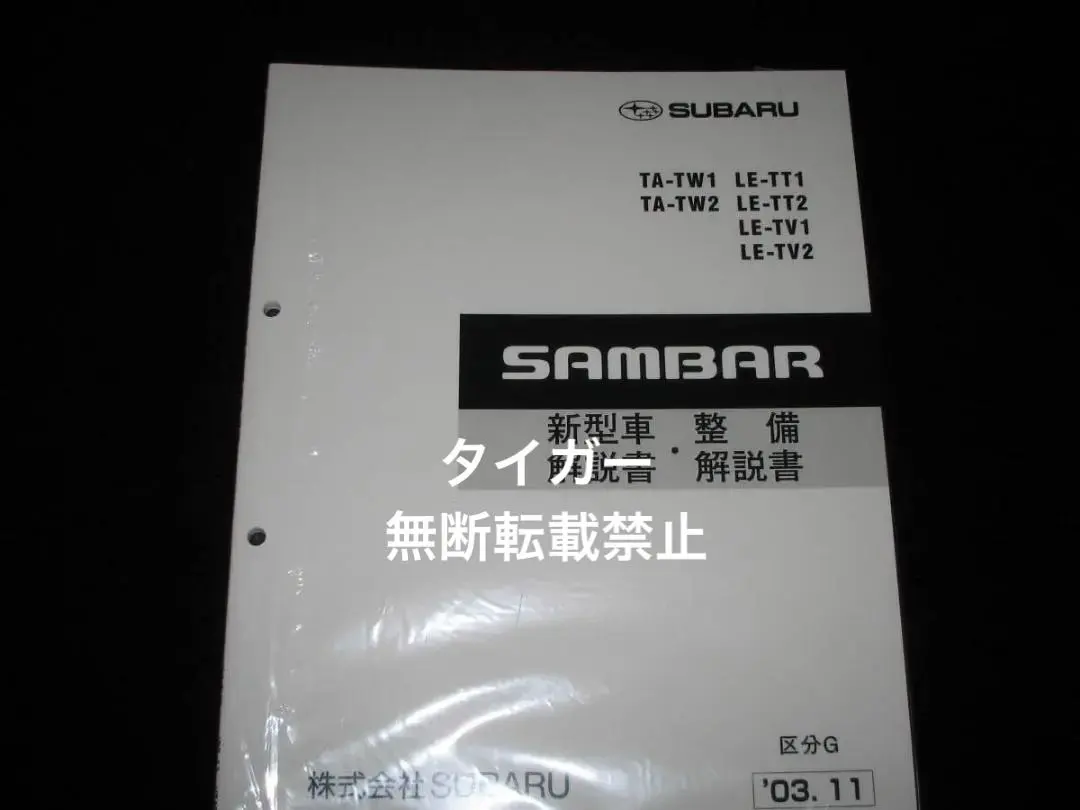 SUBARU
TA-TW1 LE-TT1
TA-TW2 LE-TT2
LE-TV1
LE-TV2
SAMBAR
新型車 整備
解説書・解説書
タイガー
無断転載禁止
区分G
株式会社SUBARU
'03.11